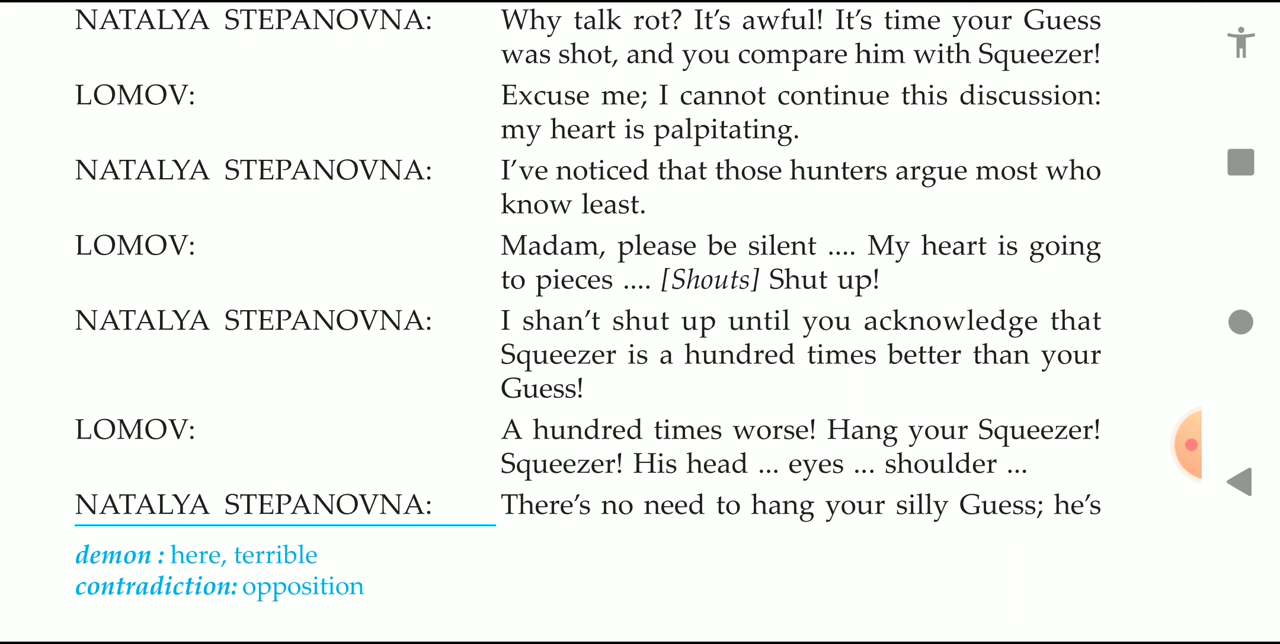 NATALYA STEPANOVNA: Why talk rot? It’s awful! It’s time your Guess
was shot, and you compare him with Squeezer!
LOMOV: Excuse me; I cannot continue this discussion:
my heart is palpitating.
NATALYA STEPANOVNA: I’ve noticed that those hunters argue most who
know least.
LOMOV: Madam, please be silent .... My heart is going
to pieces .... [Shouts] Shut up!
NATALYA STEPANOVNA: I shan’t shut up until you acknowledge that
Squeezer is a hundred times better than your
Guess!
LOMOV: A hundred times worse! Hang your Squeezer!
Squeezer! His head ... eyes ... shoulder ...
NATALYA STEPANOVNA: There’s no need to hang your silly Guess; he’s
demon : here, terrible
contradiction: opposition